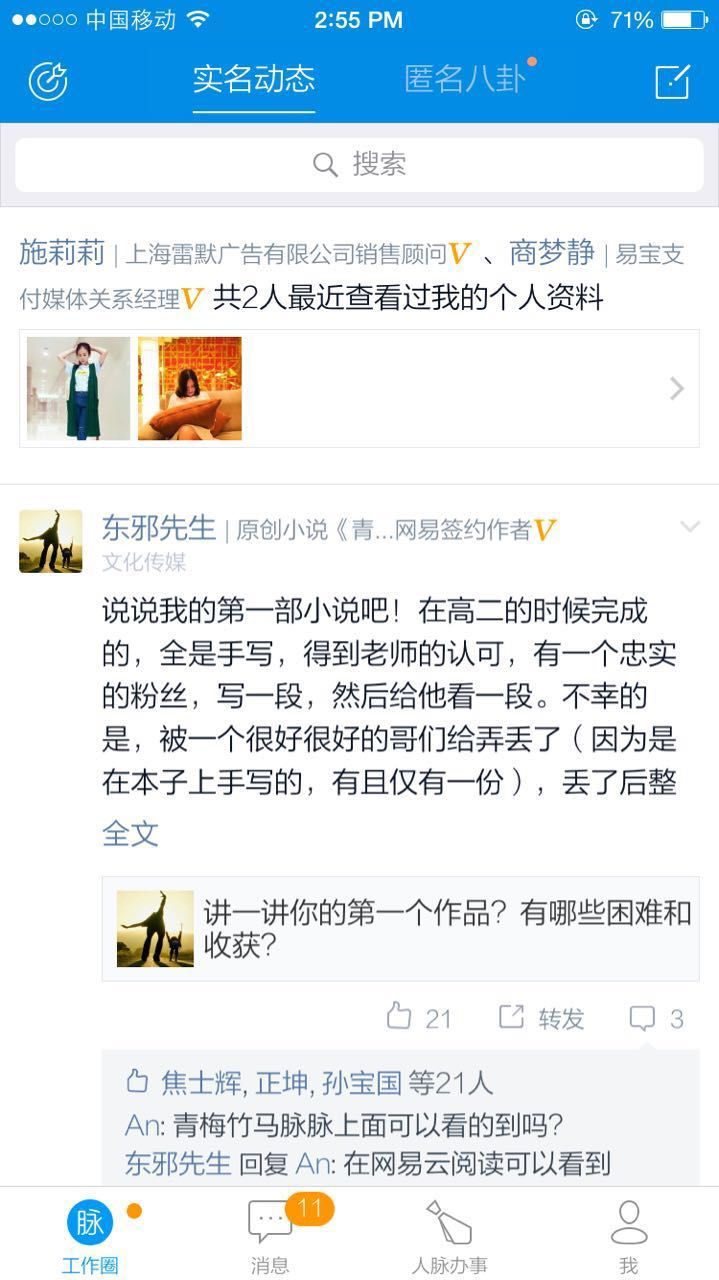 中国移动 2:55 PM 71%
实名动态 匿名八卦
搜索
施莉莉 | 上海雷默广告有限公司销售顾问V 、商梦静 | 易宝支
付媒体关系经理V 共2人最近查看过我的个人资料
东邪先生 | 原创小说《青...网易签约作者V
文化传媒
说说我的第一部小说吧！在高二的时候完成
的，全是手写，得到老师的认可，有一个忠实
的粉丝，写一段，然后给他看一段。不幸的
是，被一个很好很好的哥们给弄丢了（因为是
在本子上手写的，有且仅有一份），丢了后整
全文
讲一讲你的第一个作品？有哪些困难和
收获？
21 转发 3
焦士辉, 正坤, 孙宝国 等21人
An: 青梅竹马脉脉上面可以看的到吗?
东邪先生 回复 An: 在网易云阅读可以看到
脉 11
工作圈 消息 人脉办事 我